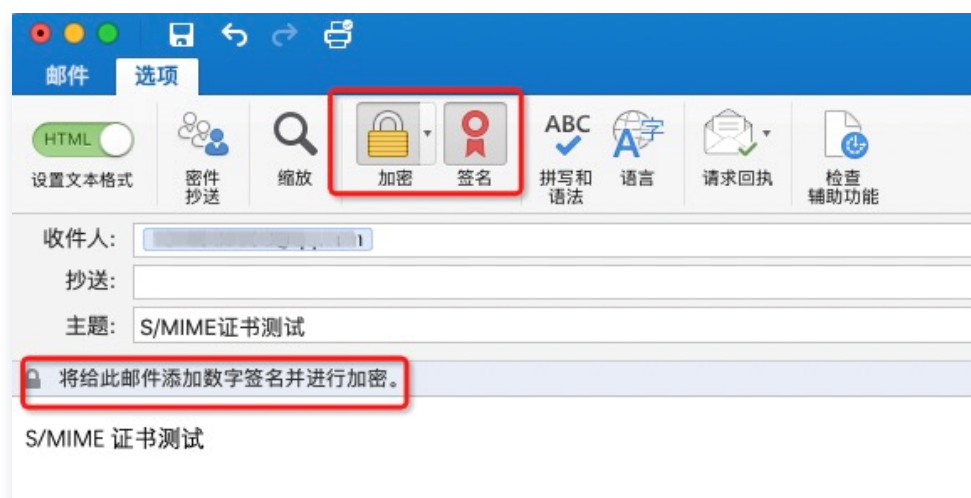 邮件 选项
HTML
ABC
A字
设置文本格式
密件
抄送
缩放
加密
签名
拼写和
语法
语言
请求回执
检查
辅助功能
收件人:
抄送:
主题: S/MIME证书测试
将给此邮件添加数字签名并进行加密。
S/MIME 证书测试